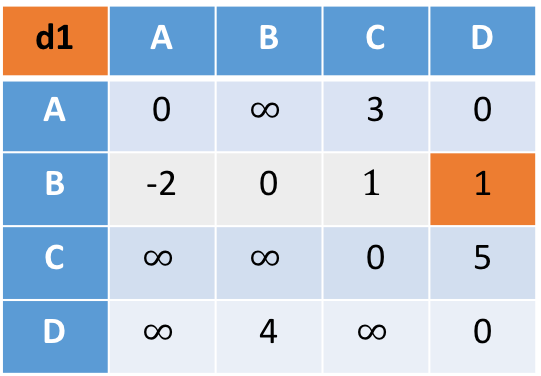 d1 A B C D
A 0 ∞ 3 0
B -2 0 1 1
C ∞ ∞ 0 5
D ∞ 4 ∞ 0